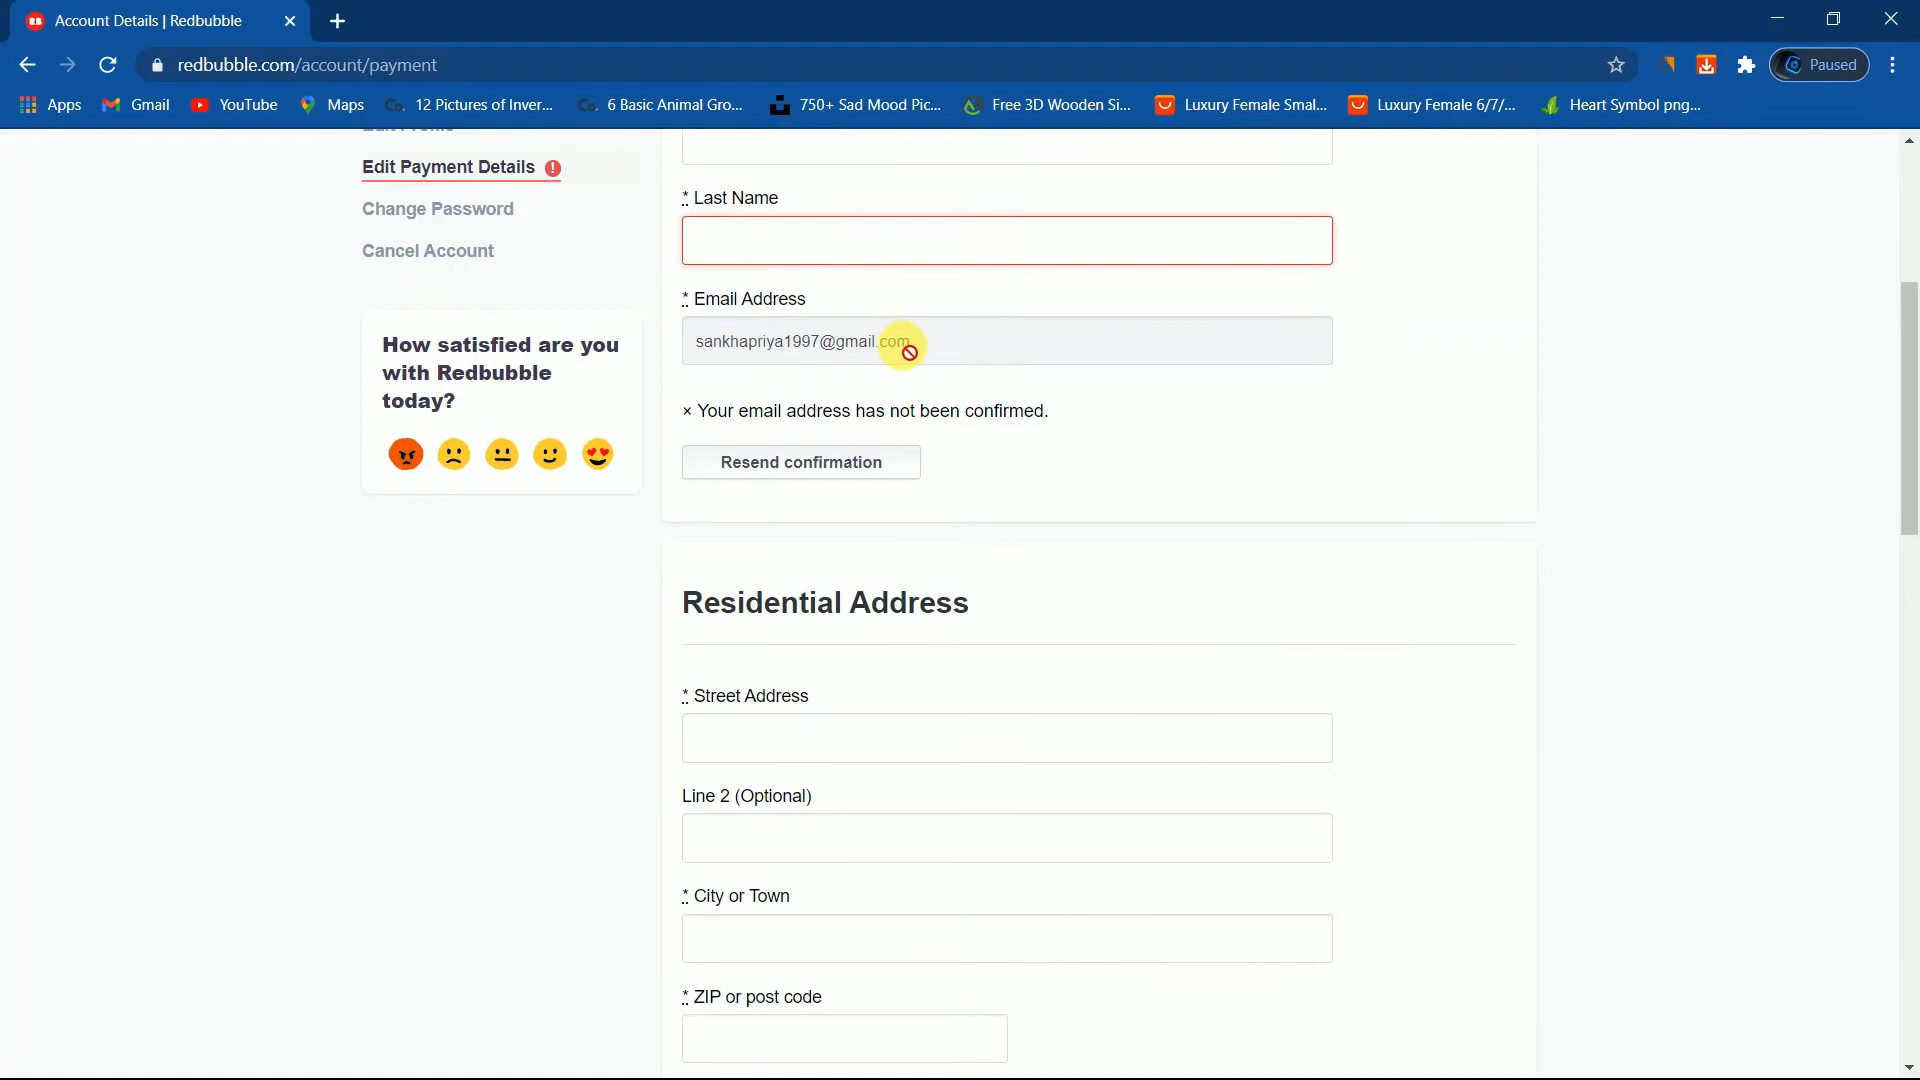 Account Details | Redbubble
redbubble.com/account/payment
Paused
Apps
Gmail
YouTube
Maps
12 Pictures of Inver...
6 Basic Animal Gro...
750+ Sad Mood Pic...
Free 3D Wooden Si...
Luxury Female Smal...
Luxury Female 6/7/...
Heart Symbol png...
Edit Payment Details
Change Password
Cancel Account
How satisfied are you
with Redbubble
today?
* Last Name
* Email Address
sankhapriya1997@gmail.com
× Your email address has not been confirmed.
Resend confirmation
Residential Address
* Street Address
Line 2 (Optional)
* City or Town
* ZIP or post code